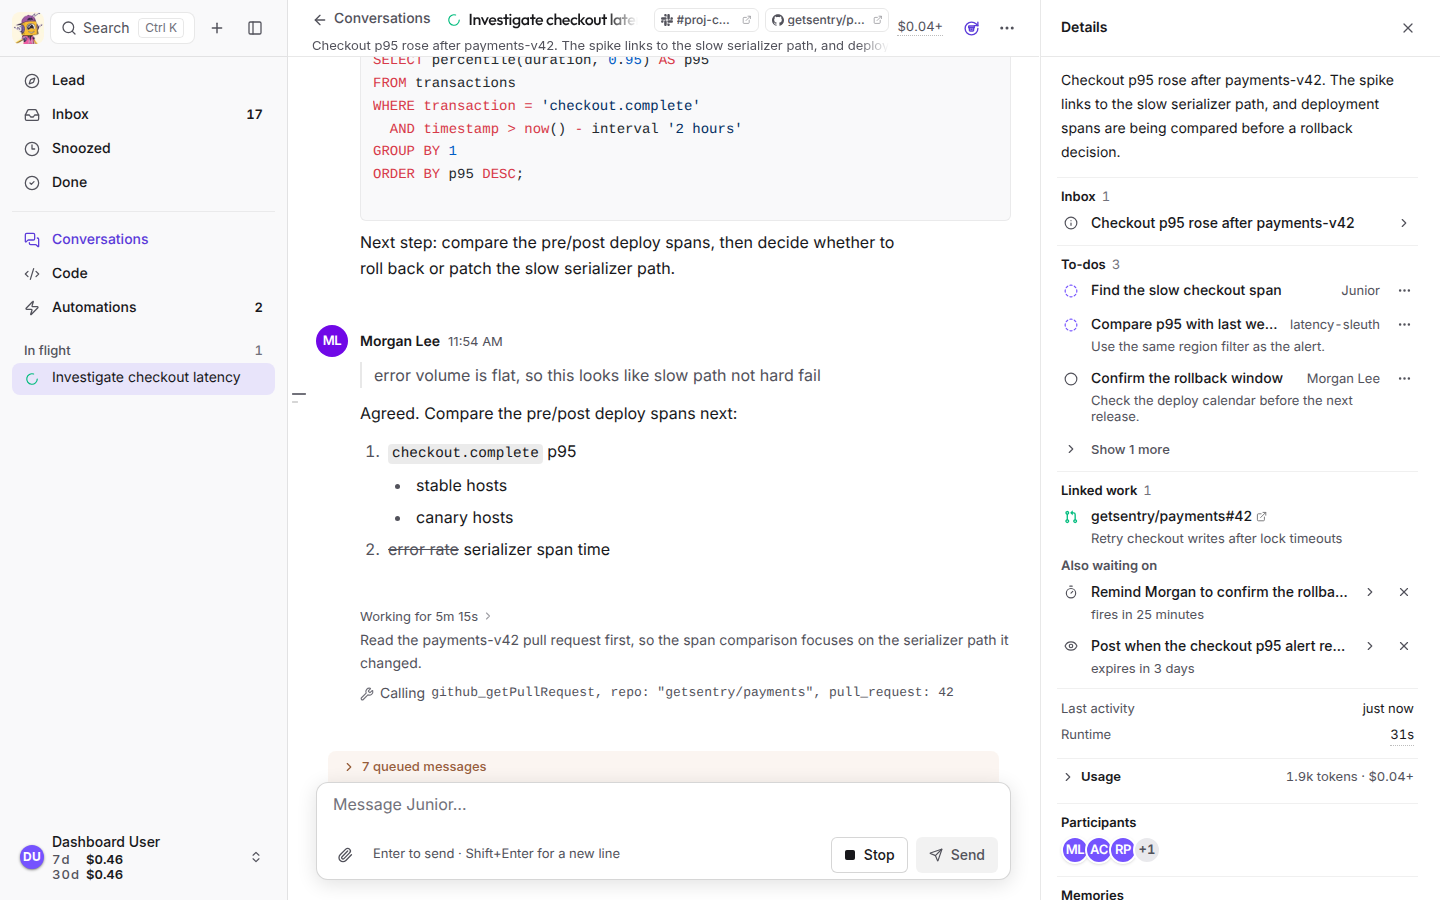 Search Ctrl K
Lead
Inbox 17
Snoozed
Done
Conversations
Code
Automations 2
In flight 1
Investigate checkout latency
Dashboard User
7d $0.46
30d $0.46
DU
Conversations
Investigate checkout late
#proj-c...
getsentry/p...
$0.04+
Checkout p95 rose after payments-v42. The spike links to the slow serializer path, and deploy
SELECT percentile(duration, 0.95) AS p95
FROM transactions
WHERE transaction = 'checkout.complete'
AND timestamp > now() - interval '2 hours'
GROUP BY 1
ORDER BY p95 DESC;
Next step: compare the pre/post deploy spans, then decide whether to
roll back or patch the slow serializer path.
ML Morgan Lee 11:54 AM
error volume is flat, so this looks like slow path not hard fail
Agreed. Compare the pre/post deploy spans next:
1. checkout.complete p95
• stable hosts
• canary hosts
2. error rate serializer span time
Working for 5m 15s
Read the payments-v42 pull request first, so the span comparison focuses on the serializer path it
changed.
Calling github_getPullRequest, repo: "getsentry/payments", pull_request: 42
7 queued messages
Message Junior...
Enter to send · Shift+Enter for a new line
Stop
Send
Details
Checkout p95 rose after payments-v42. The spike
links to the slow serializer path, and deployment
spans are being compared before a rollback
decision.
Inbox 1
Checkout p95 rose after payments-v42
To-dos 3
Find the slow checkout span Junior
Compare p95 with last we... latency-sleuth
Use the same region filter as the alert.
Confirm the rollback window Morgan Lee
Check the deploy calendar before the next
release.
Show 1 more
Linked work 1
getsentry/payments#42
Retry checkout writes after lock timeouts
Also waiting on
Remind Morgan to confirm the rollba...
fires in 25 minutes
Post when the checkout p95 alert re...
expires in 3 days
Last activity just now
Runtime 31s
Usage 1.9k tokens · $0.04+
Participants
ML AC RP +1
Memories